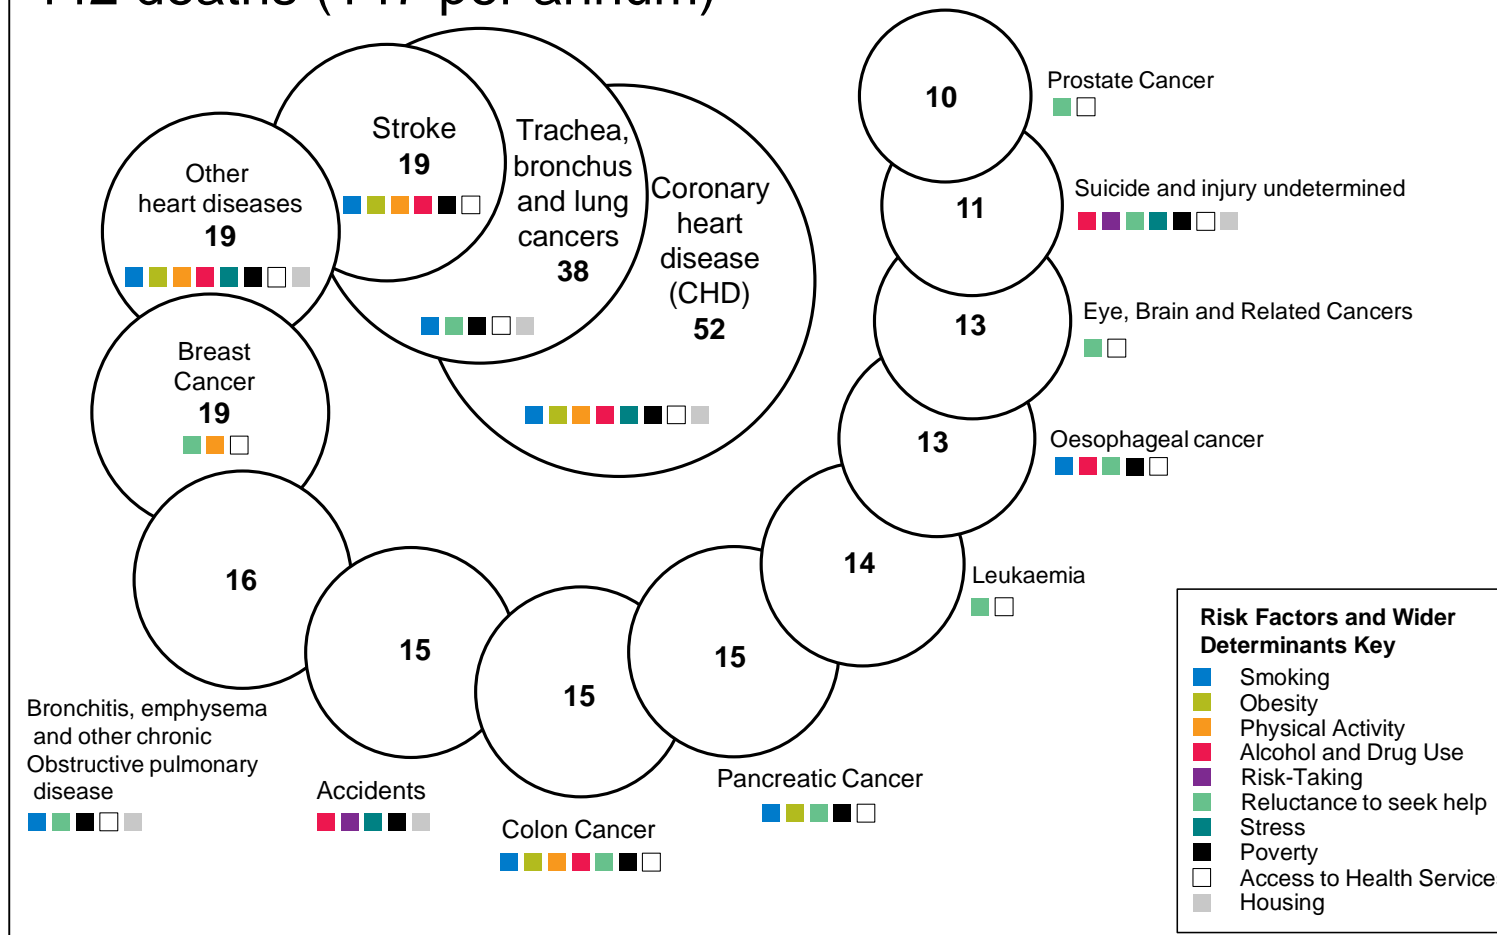 deaths (147 per annum)
Stroke
19
Trachea,
bronchus
and lung
cancers
38
Coronary
heart
disease
(CHD)
52
Other
heart diseases
19
Breast
Cancer
19
16
Bronchitis, emphysema
and other chronic
Obstructive pulmonary
disease
15
Accidents
15
Colon Cancer
15
Pancreatic Cancer
14
Leukaemia
13
Oesophageal cancer
13
Eye, Brain and Related Cancers
11
Suicide and injury undetermined
10
Prostate Cancer
Risk Factors and Wider
Determinants Key
Smoking
Obesity
Physical Activity
Alcohol and Drug Use
Risk-Taking
Reluctance to seek help
Stress
Poverty
Access to Health Service
Housing